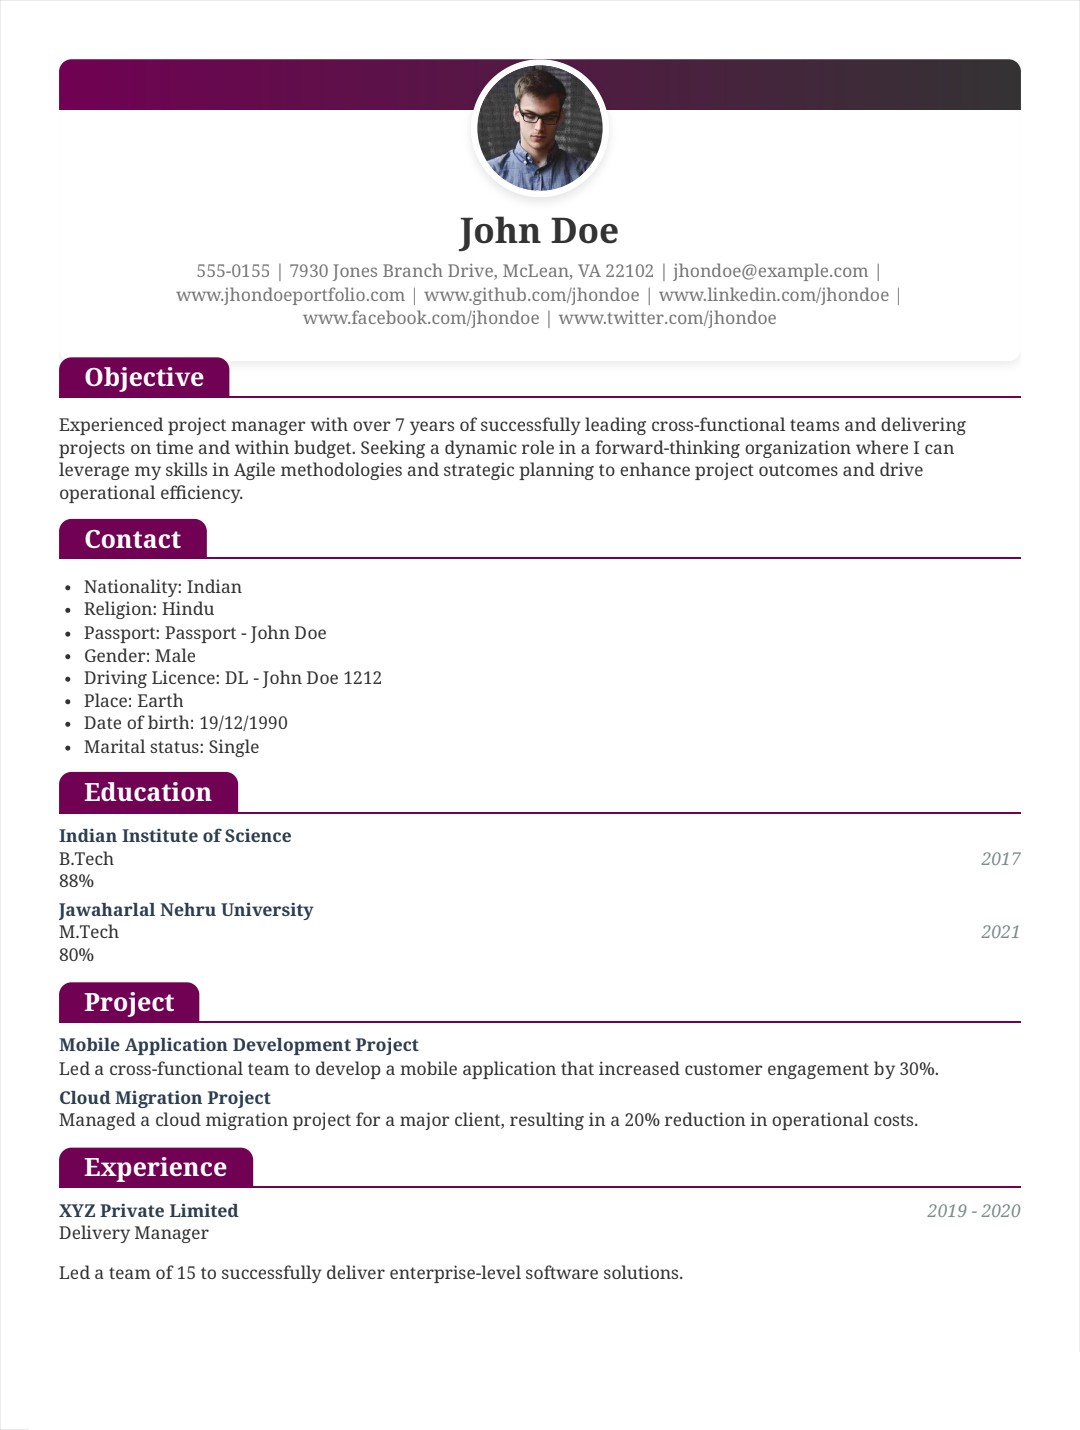 John Doe
555-0155 | 7930 Jones Branch Drive, McLean, VA 22102 | jhondoe@example.com |
www.jhondoeportfolio.com | www.github.com/jhondoe | www.linkedin.com/jhondoe |
www.facebook.com/jhondoe | www.twitter.com/jhondoe
Objective
Experienced project manager with over 7 years of successfully leading cross-functional teams and delivering
projects on time and within budget. Seeking a dynamic role in a forward-thinking organization where I can
leverage my skills in Agile methodologies and strategic planning to enhance project outcomes and drive
operational efficiency.
Contact
• Nationality: Indian
• Religion: Hindu
• Passport: Passport - John Doe
• Gender: Male
• Driving Licence: DL - John Doe 1212
• Place: Earth
• Date of birth: 19/12/1990
• Marital status: Single
Education
Indian Institute of Science
B.Tech 2017
88%
Jawaharlal Nehru University
M.Tech 2021
80%
Project
Mobile Application Development Project
Led a cross-functional team to develop a mobile application that increased customer engagement by 30%.
Cloud Migration Project
Managed a cloud migration project for a major client, resulting in a 20% reduction in operational costs.
Experience
XYZ Private Limited 2019 - 2020
Delivery Manager
Led a team of 15 to successfully deliver enterprise-level software solutions.